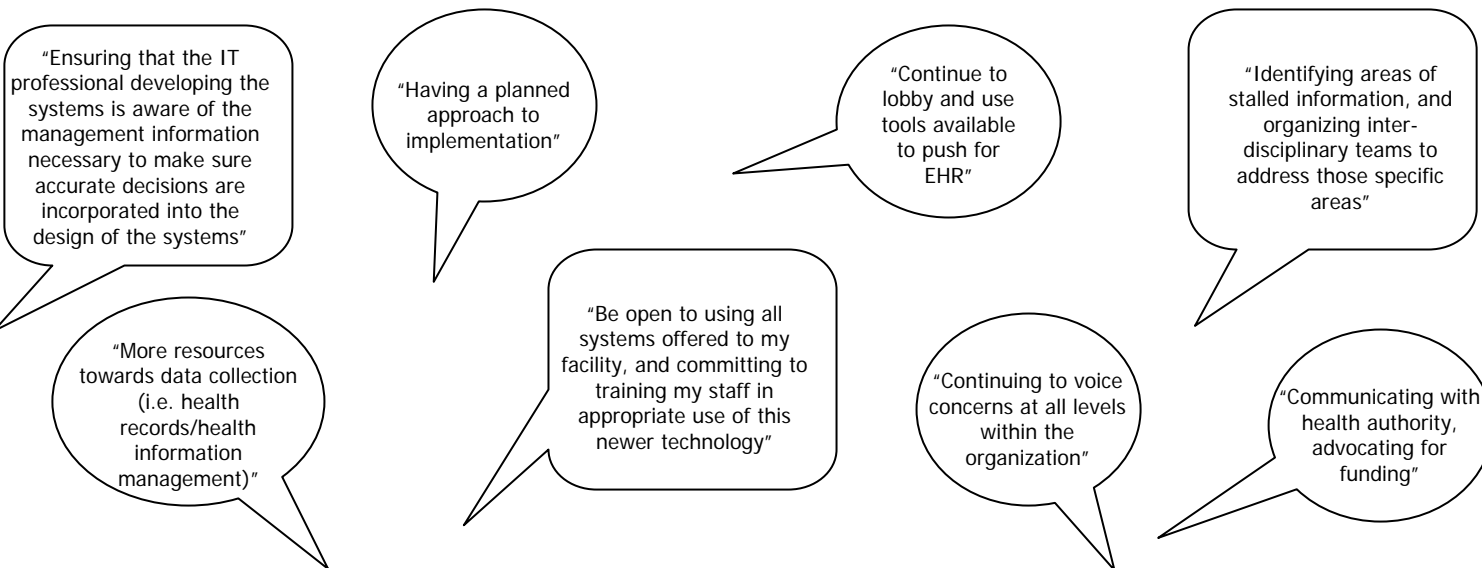 “Ensuring that the IT
professional developing the
systems is aware of the
management information
necessary to make sure
accurate decisions are
incorporated into the
design of the systems”
“Having a planned
approach to
implementation”
“Continue to
lobby and use
tools available
to push for
EHR”
“Identifying areas of
stalled information, and
organizing inter-
disciplinary teams to
address those specific
areas”
“More resources
towards data collection
(i.e. health
records/health
information
management)”
“Be open to using all
systems offered to my
facility, and committing to
training my staff in
appropriate use of this
newer technology”
“Continuing to voice
concerns at all levels
within the
organization”
“Communicating with
health authority,
advocating for
funding”